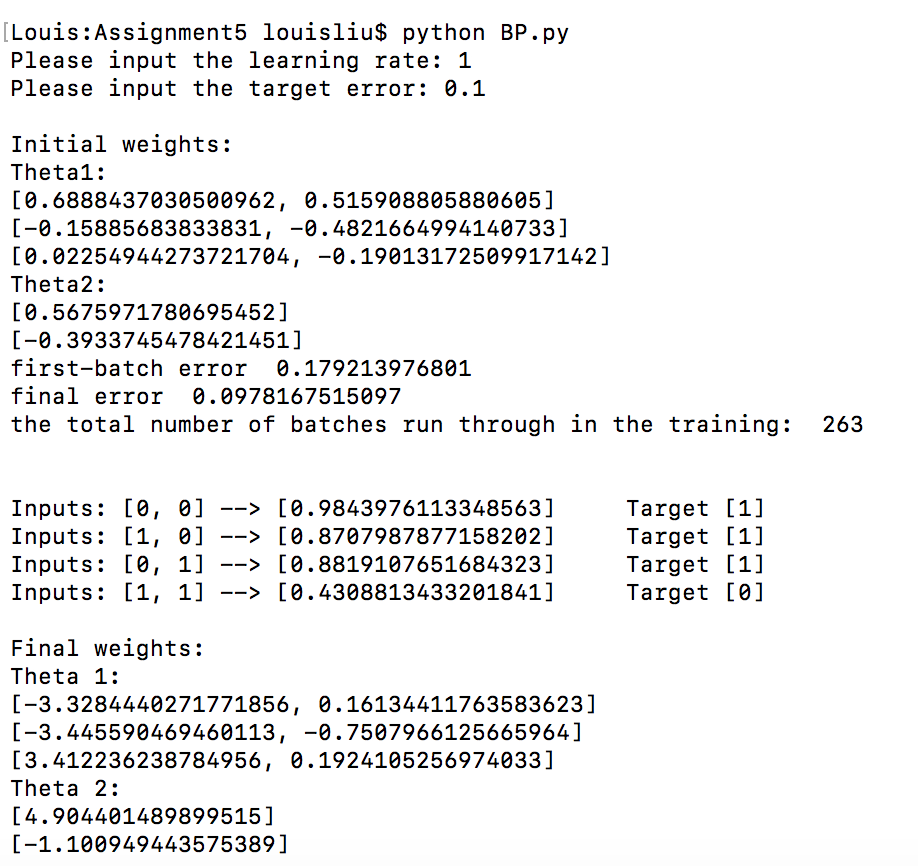 [Louis:Assignment5 louisliu$ python BP.py
Please input the learning rate: 1
Please input the target error: 0.1
Initial weights:
Theta1:
[0.6888437030500962, 0.515908805880605]
[-0.15885683833831, -0.4821664994140733]
[0.02254944273721704, -0.19013172509917142]
Theta2:
[0.5675971780695452]
[-0.39337454784214​51]
first-batch error  0.179213976801
final error  0.0978167515097
the total number of batches run through in the training:  263
Inputs: [0, 0] --> [0.9843976113348563]     Target [1]
Inputs: [1, 0] --> [0.8707987877158202]     Target [1]
Inputs: [0, 1] --> [0.8819107651684323]     Target [1]
Inputs: [1, 1] --> [0.4308813433201841]     Target [0]
Final weights:
Theta 1:
[-3.3284440271771856, 0.16134411763583623]
[-3.445590469460113, -0.7507966125665964]
[3.412236238784956, 0.1924105256974033]
Theta 2:
[4.904401489899515]
[-1.100949443575389]